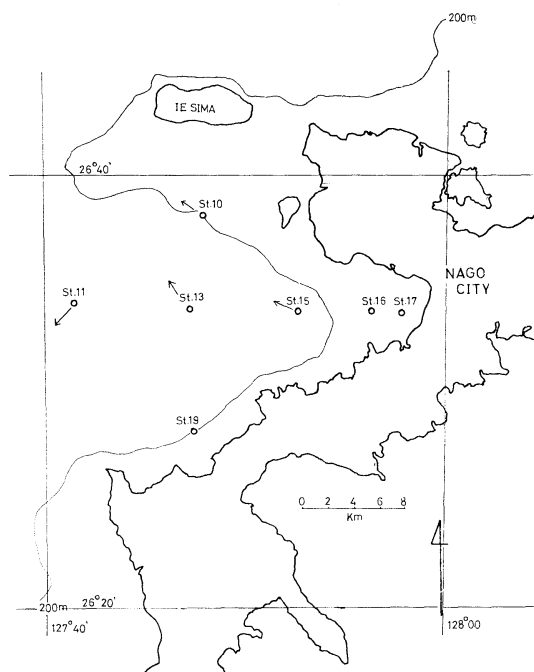 200m
IE SIMA
26°40'
St.10
NAGO
CITY
St.11
St.13
St.15
St.16
St.17
St.19
0 2 4 6 8
Km
200m
26°20'
127°40'
128°00